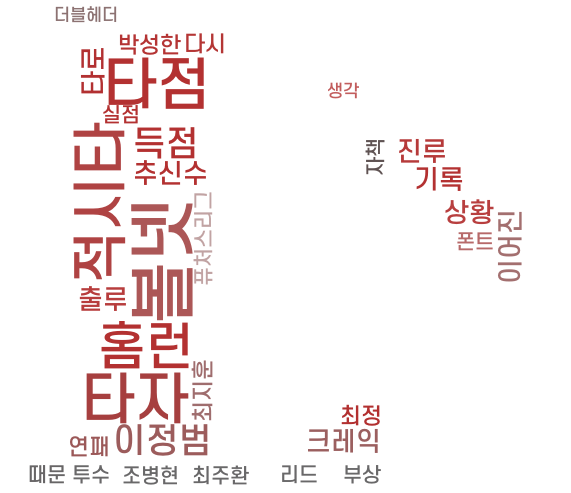 더블헤더
박성한 다시
타로
타점
실점
생각
적시타
득점
추신수
자책
진루
기록
상황
폰트
이어진
볼넷
퓨처스리그
출루
홈런
타자
최지훈
최정
연패
이정범
크레익
때문 투수 조병현 최주환 리드 부상